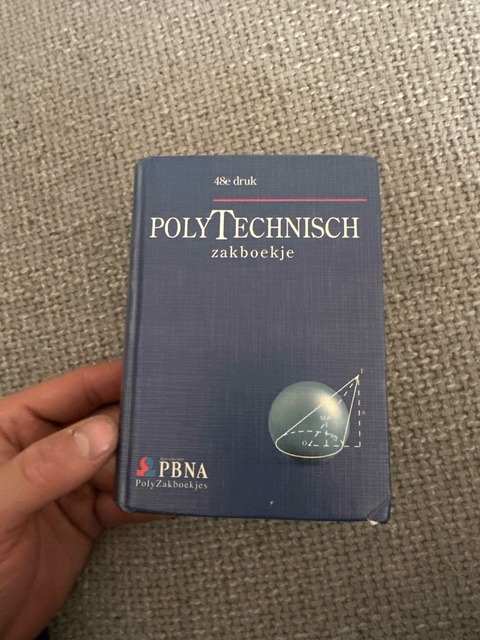 48e druk
POLYTECHNISCH
zakboekje
PBNA
PolyZakboekjes